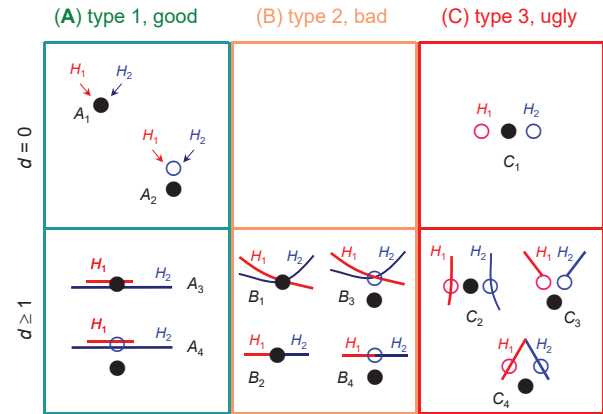 (A) type 1, good (B) type 2, bad (C) type 3, ugly
d = 0
H1 H2
A1
H1 H2
A2
H1 H2
C1
d ≥ 1
H1 H2 A3
H1 H2 A4
H1 H2
B1
H1 H2
B3
H1 H2
B2
H1 H2
B4
H1 H2
C2
H1 H2
C3
H1 H2
C4